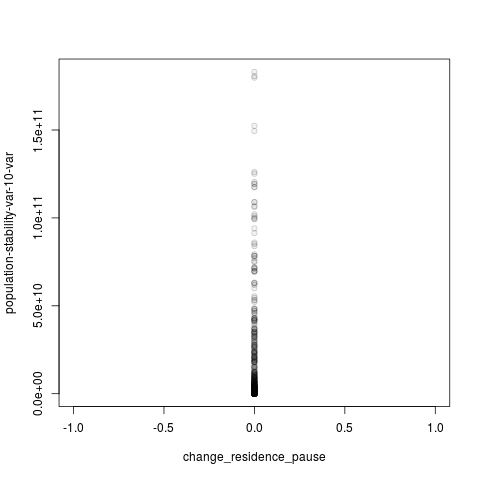 population-stability-var-10-var
1.5e+11
1.0e+11
5.0e+10
0.0e+00
-1.0
-0.5
0.0
0.5
1.0
change_residence_pause